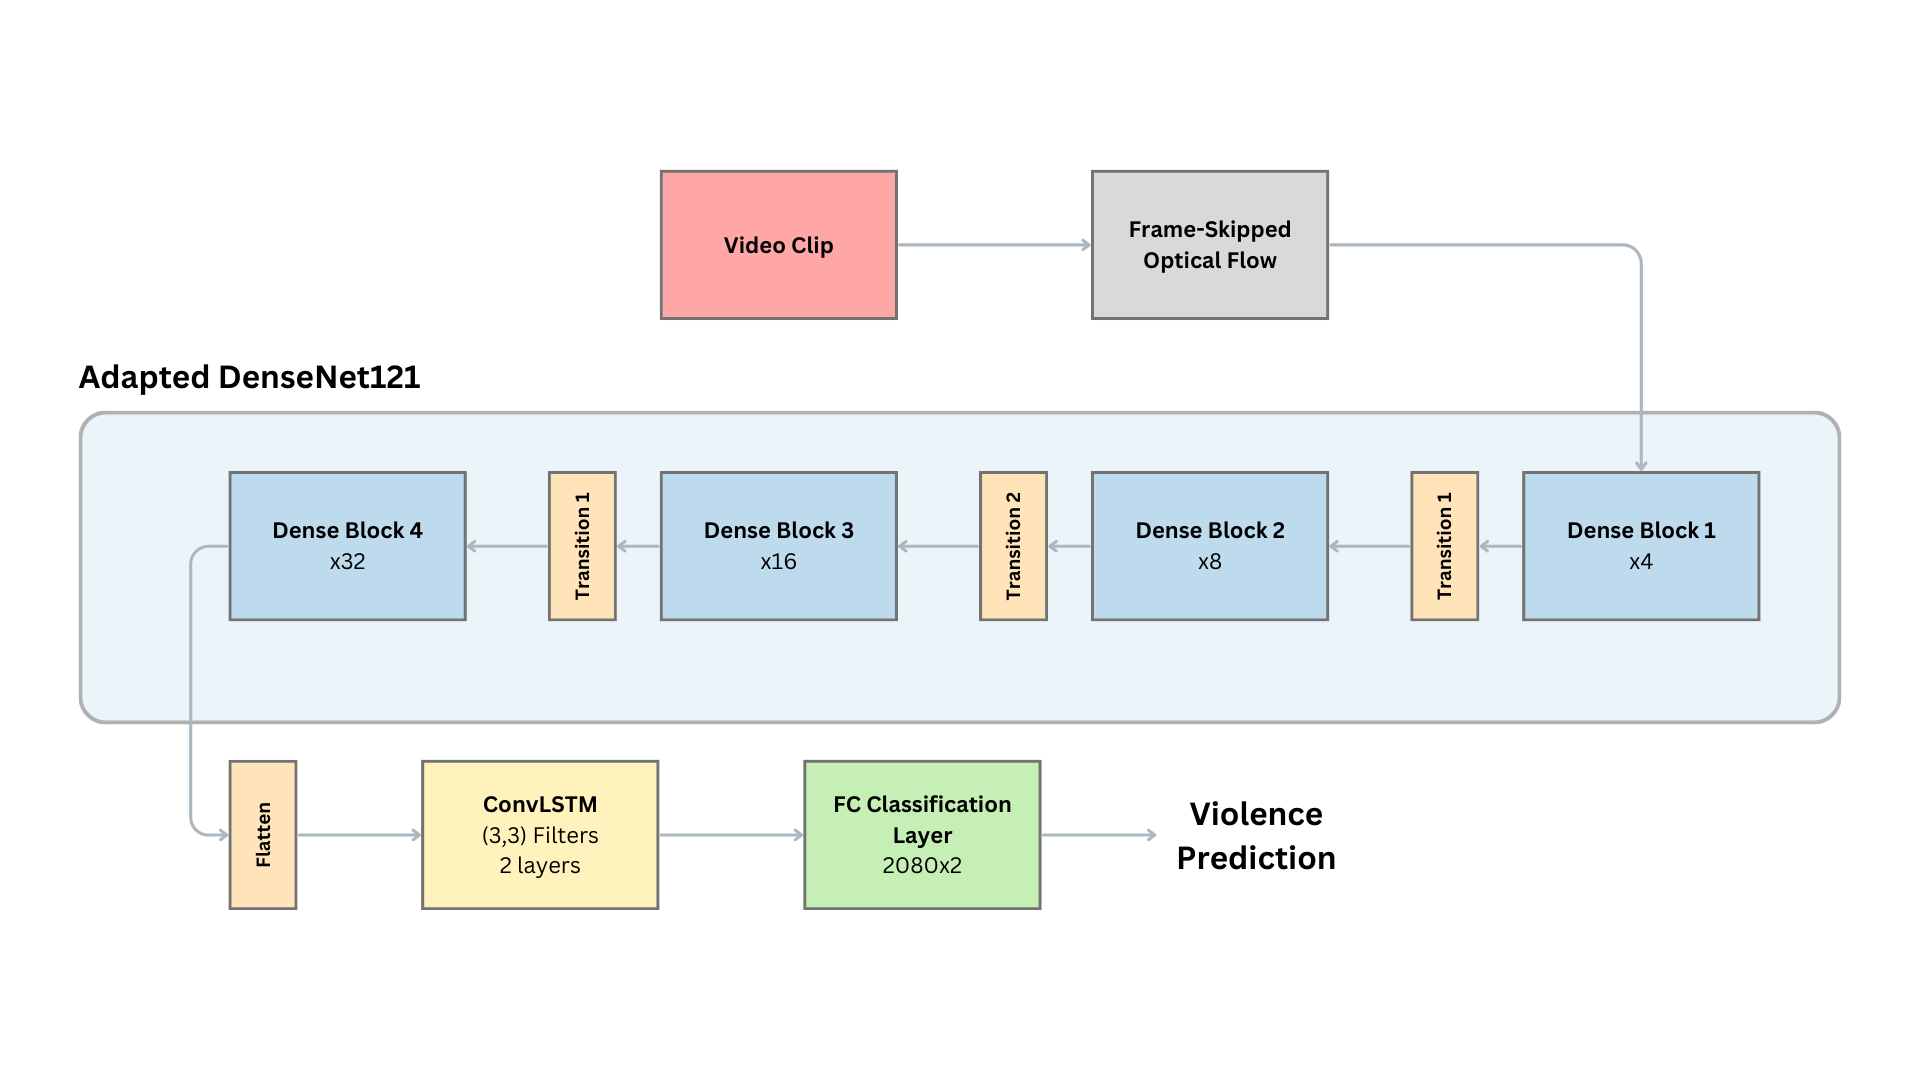 Video Clip
Frame-Skipped
Optical Flow
Adapted DenseNet121
Dense Block 4
x32
Transition 1
Dense Block 3
x16
Transition 2
Dense Block 2
x8
Transition 1
Dense Block 1
x4
Flatten
ConvLSTM
(3,3) Filters
2 layers
FC Classification
Layer
2080x2
Violence
Prediction